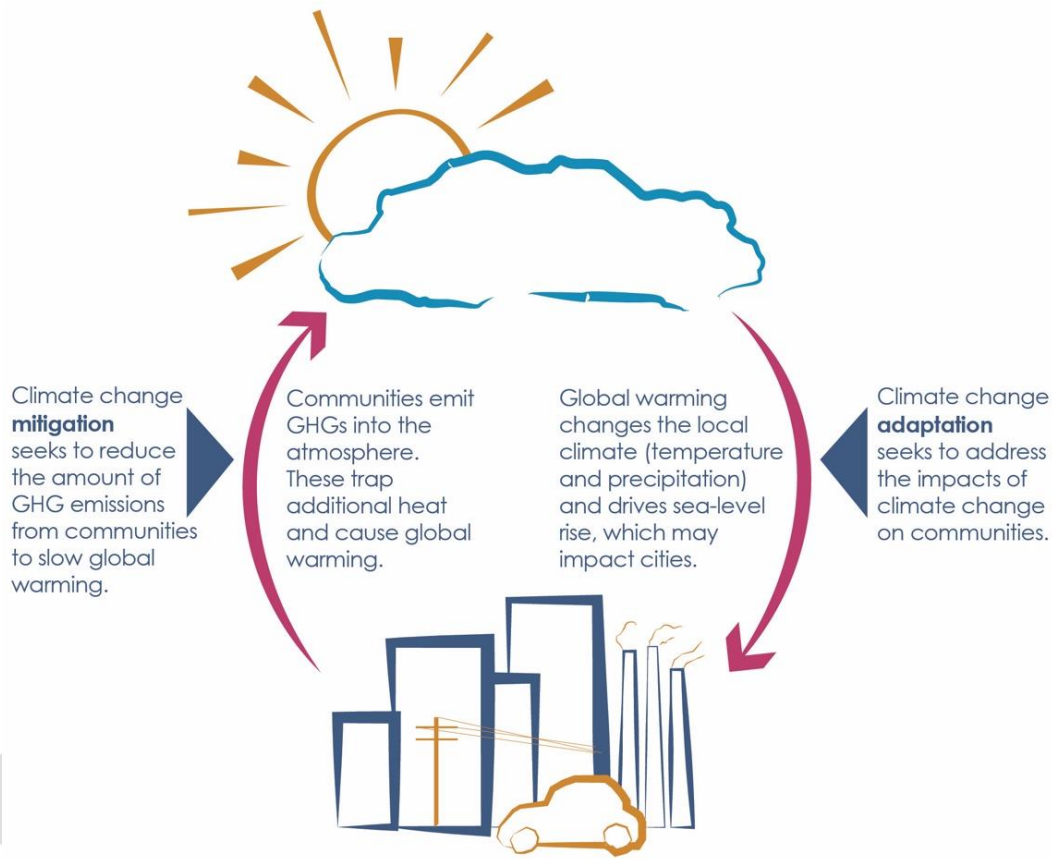 Climate change
mitigation
seeks to reduce
the amount of
GHG emissions
from communities
to slow global
warming.
Communities emit
GHGs into the
atmosphere.
These trap
additional heat
and cause global
warming.
Global warming
changes the local
climate (temperature
and precipitation)
and drives sea-level
rise, which may
impact cities.
Climate change
adaptation
seeks to address
the impacts of
climate change
on communities.